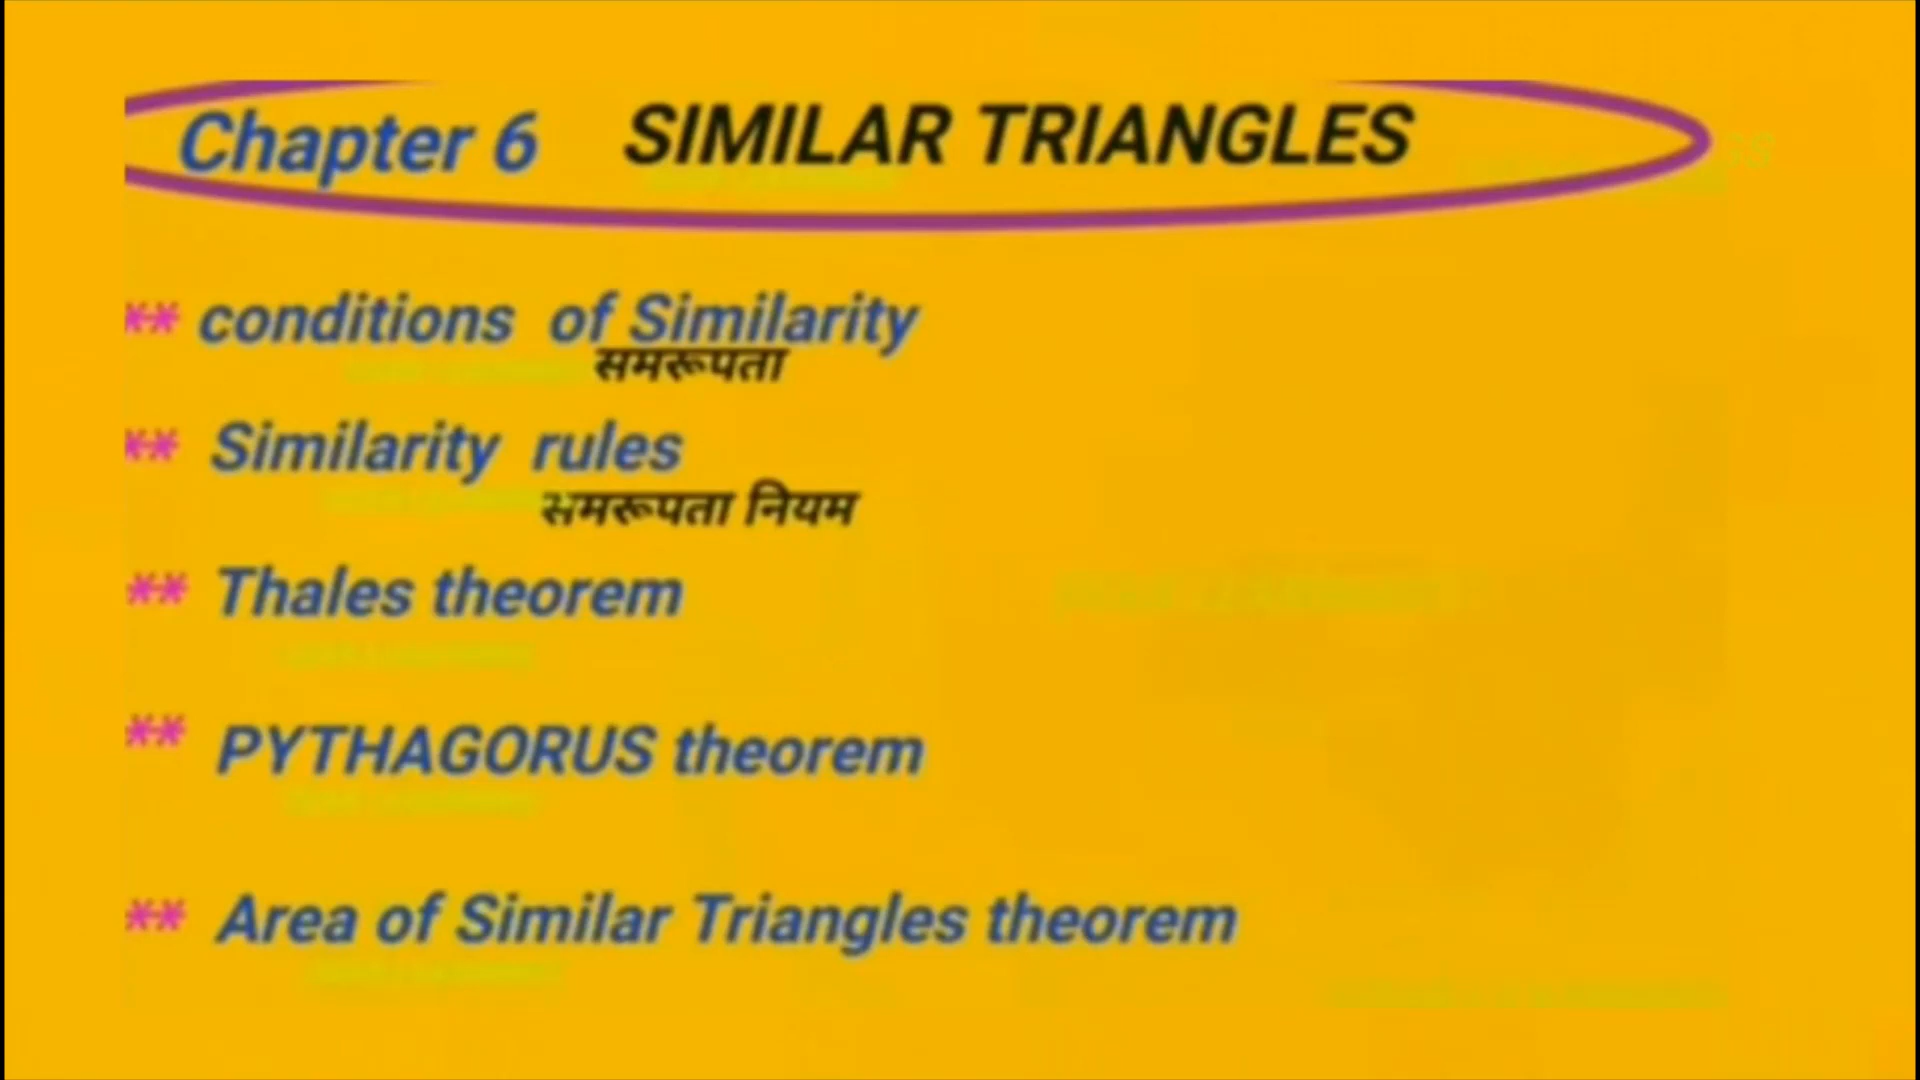 Chapter 6 SIMILAR TRIANGLES
** conditions of Similarity
समरूपता
** Similarity rules
समरूपता नियम
** Thales theorem
** PYTHAGORUS theorem
** Area of Similar Triangles theorem